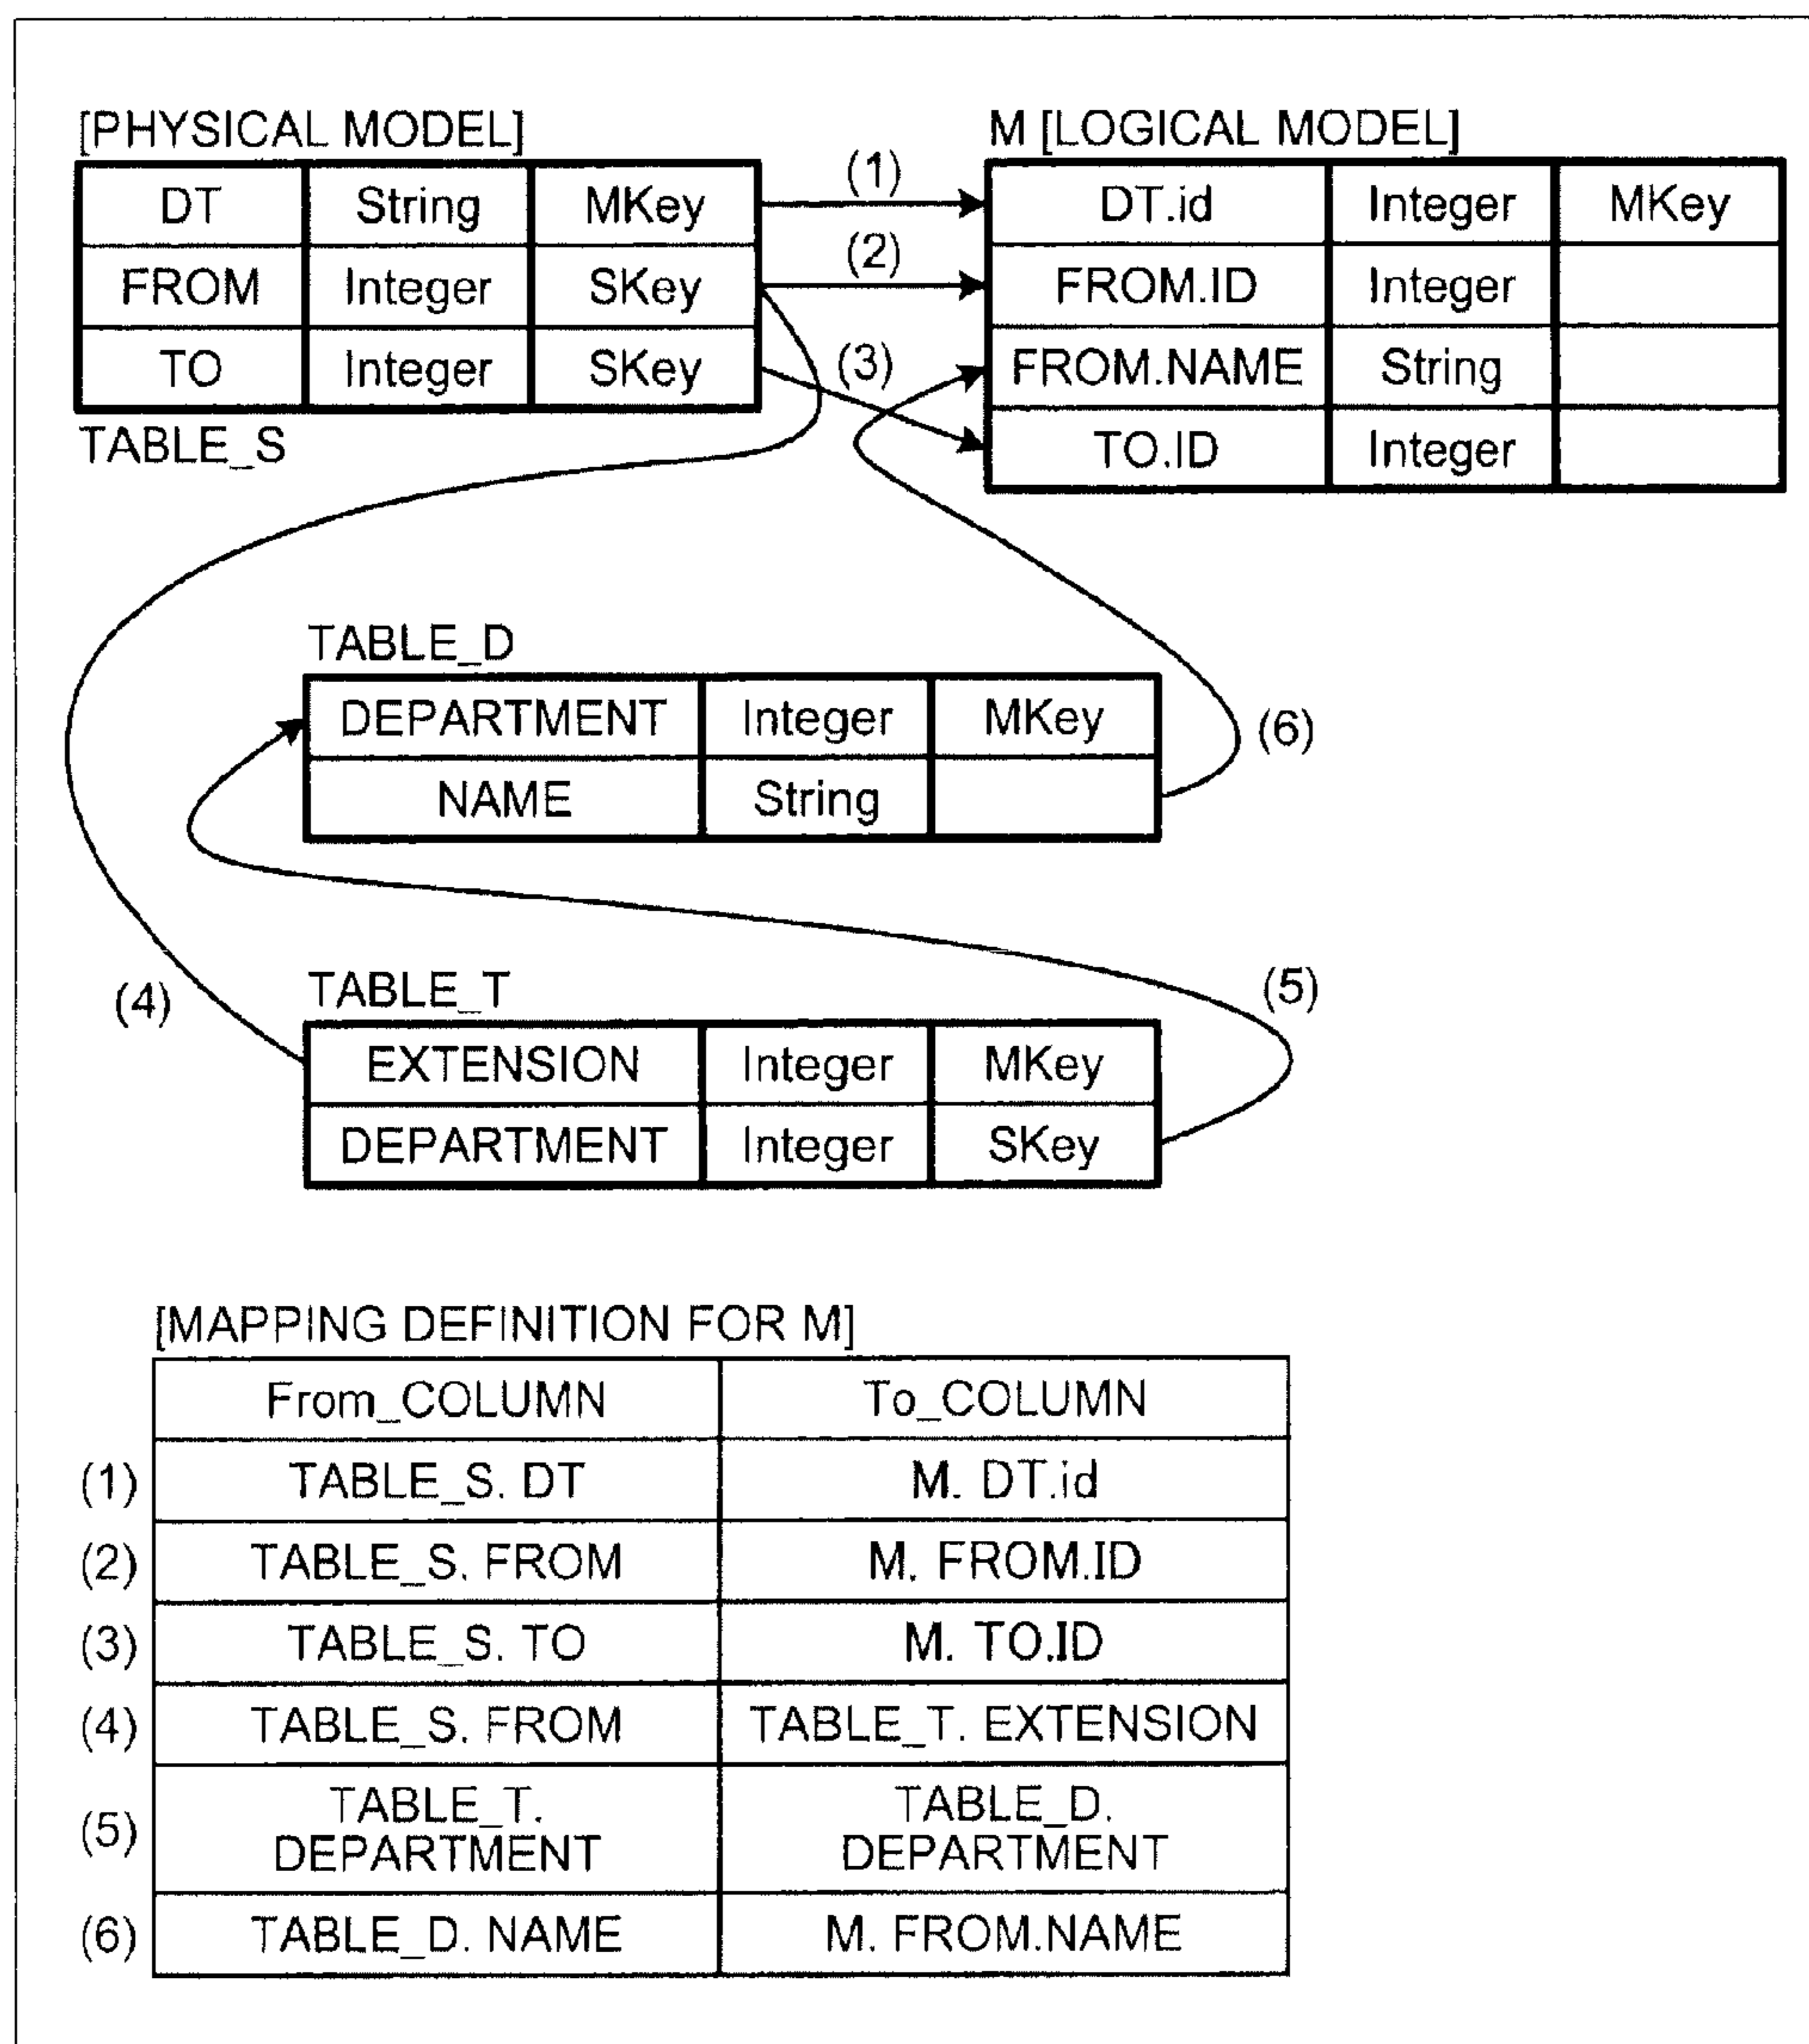 [PHYSICAL MODEL]
DT String MKey
FROM Integer SKey
TO Integer SKey
TABLE_S
(1)
(2)
(3)
M [LOGICAL MODEL]
DT.id Integer MKey
FROM.ID Integer
FROM.NAME String
TO.ID Integer
TABLE_D
DEPARTMENT Integer MKey
NAME String
(6)
(4)
TABLE_T
(5)
EXTENSION Integer MKey
DEPARTMENT Integer SKey
[MAPPING DEFINITION FOR M]
From_COLUMN To_COLUMN
(1) TABLE_S. DT M. DT.id
(2) TABLE_S. FROM M. FROM.ID
(3) TABLE_S. TO M. TO.ID
(4) TABLE_S. FROM TABLE_T. EXTENSION
(5) TABLE_T. DEPARTMENT TABLE_D. DEPARTMENT
(6) TABLE_D. NAME M. FROM.NAME